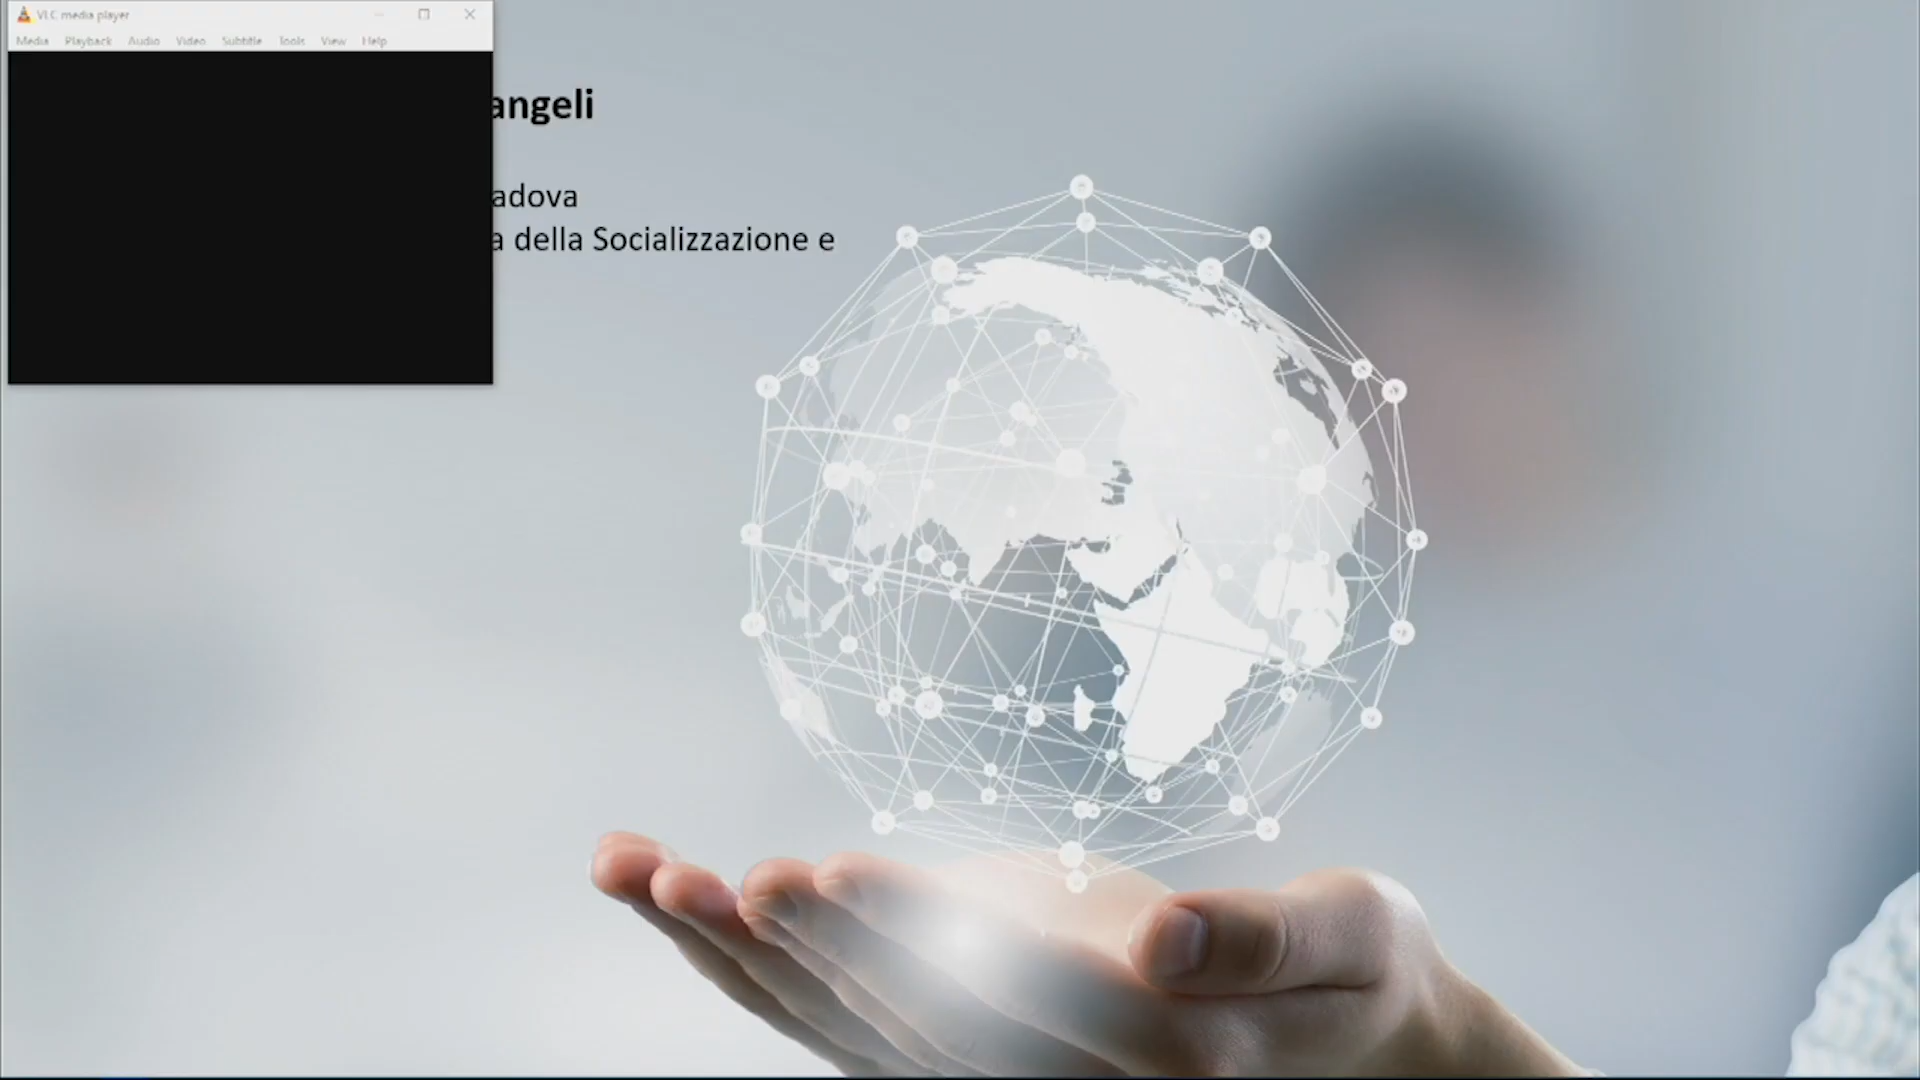 VLC media player
Media Playback Audio Video Subtitle Tools View Help
angeli
adova
a della Socializzazione e